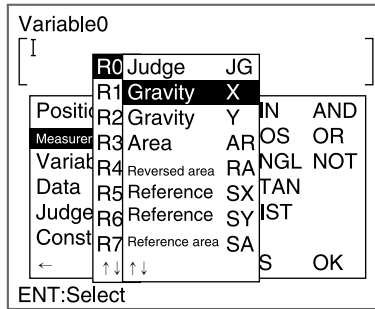 Variable0
[ ]
R0 Judge JG
R1 Gravity X
R2 Gravity Y
R3 Area AR
R4 Reversed area RA
R5 Reference SX
R6 Reference SY
R7 Reference area SA
↑↓ ↑↓
Positic IN AND
Measurer OS OR
Variab NGL NOT
Data TAN
Judge IST
Const
← S OK
ENT:Select